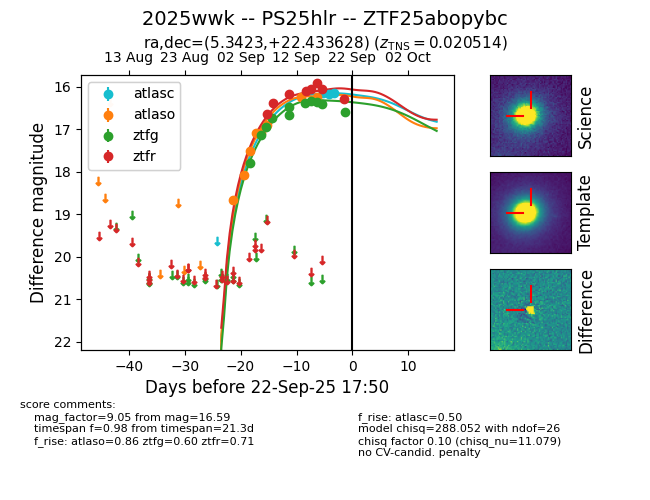 2025wwk -- PS25hlr -- ZTF25abopybc
ra,dec=(5.3423,+22.433628) (z_TNS = 0.020514)
13 Aug 23 Aug 02 Sep 12 Sep 22 Sep 02 Oct
atlasc
atlaso
ztfg
ztfr
16
17
18
19
20
21
22
Difference magnitude
−40 −30 −20 −10 0 10
Days before 22-Sep-25 17:50
Science
Template
Difference
score comments:
mag_factor=9.05 from mag=16.59
timespan f=0.98 from timespan=21.3d
f_rise: atlaso=0.86 ztfg=0.60 ztfr=0.71
f_rise: atlasc=0.50
model chisq=288.052 with ndof=26
chisq factor 0.10 (chisq_nu=11.079)
no CV-candid. penalty